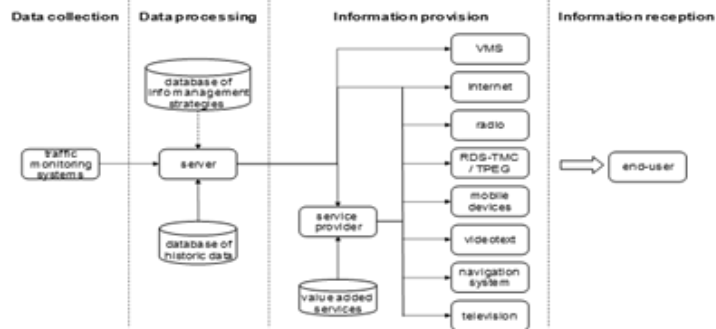 Data collection
Data processing
Information provision
Information reception
database of
info management
strategies
traffic
monitoring
systems
server
database of
historic data
service
provider
value added
services
VMS
Internet
radio
RDS-TMC
/ TPEG
mobile
devices
videotext
navigation
system
television
end-user